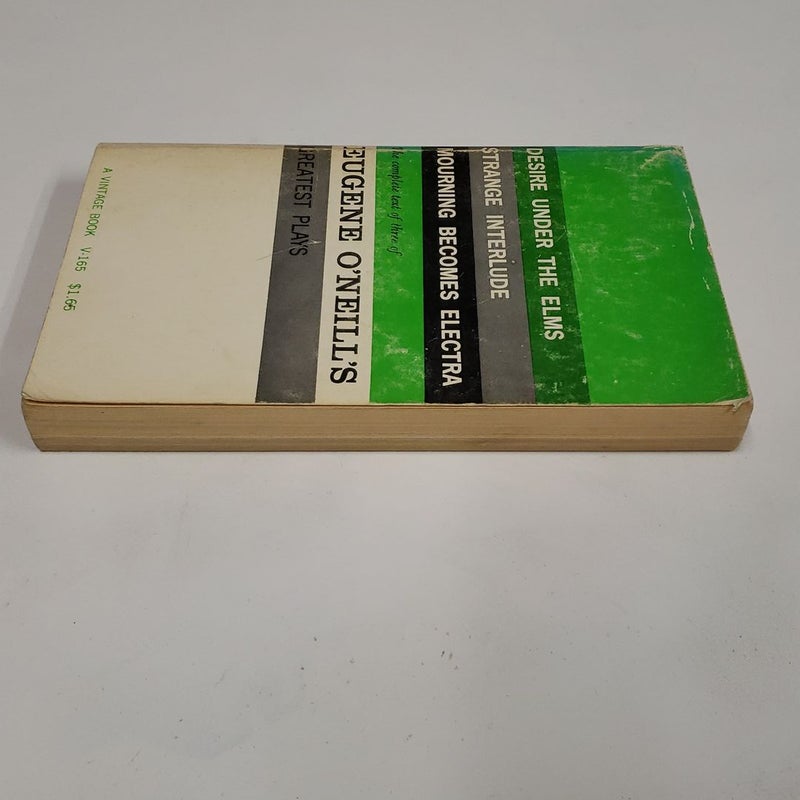 DESIRE UNDER THE ELMS
STRANGE INTERLUDE
MOURNING BECOMES ELECTRA
the complete text of three of
EUGENE O'NEILL'S
GREATEST PLAYS
A VINTAGE BOOK V-165 $1.65